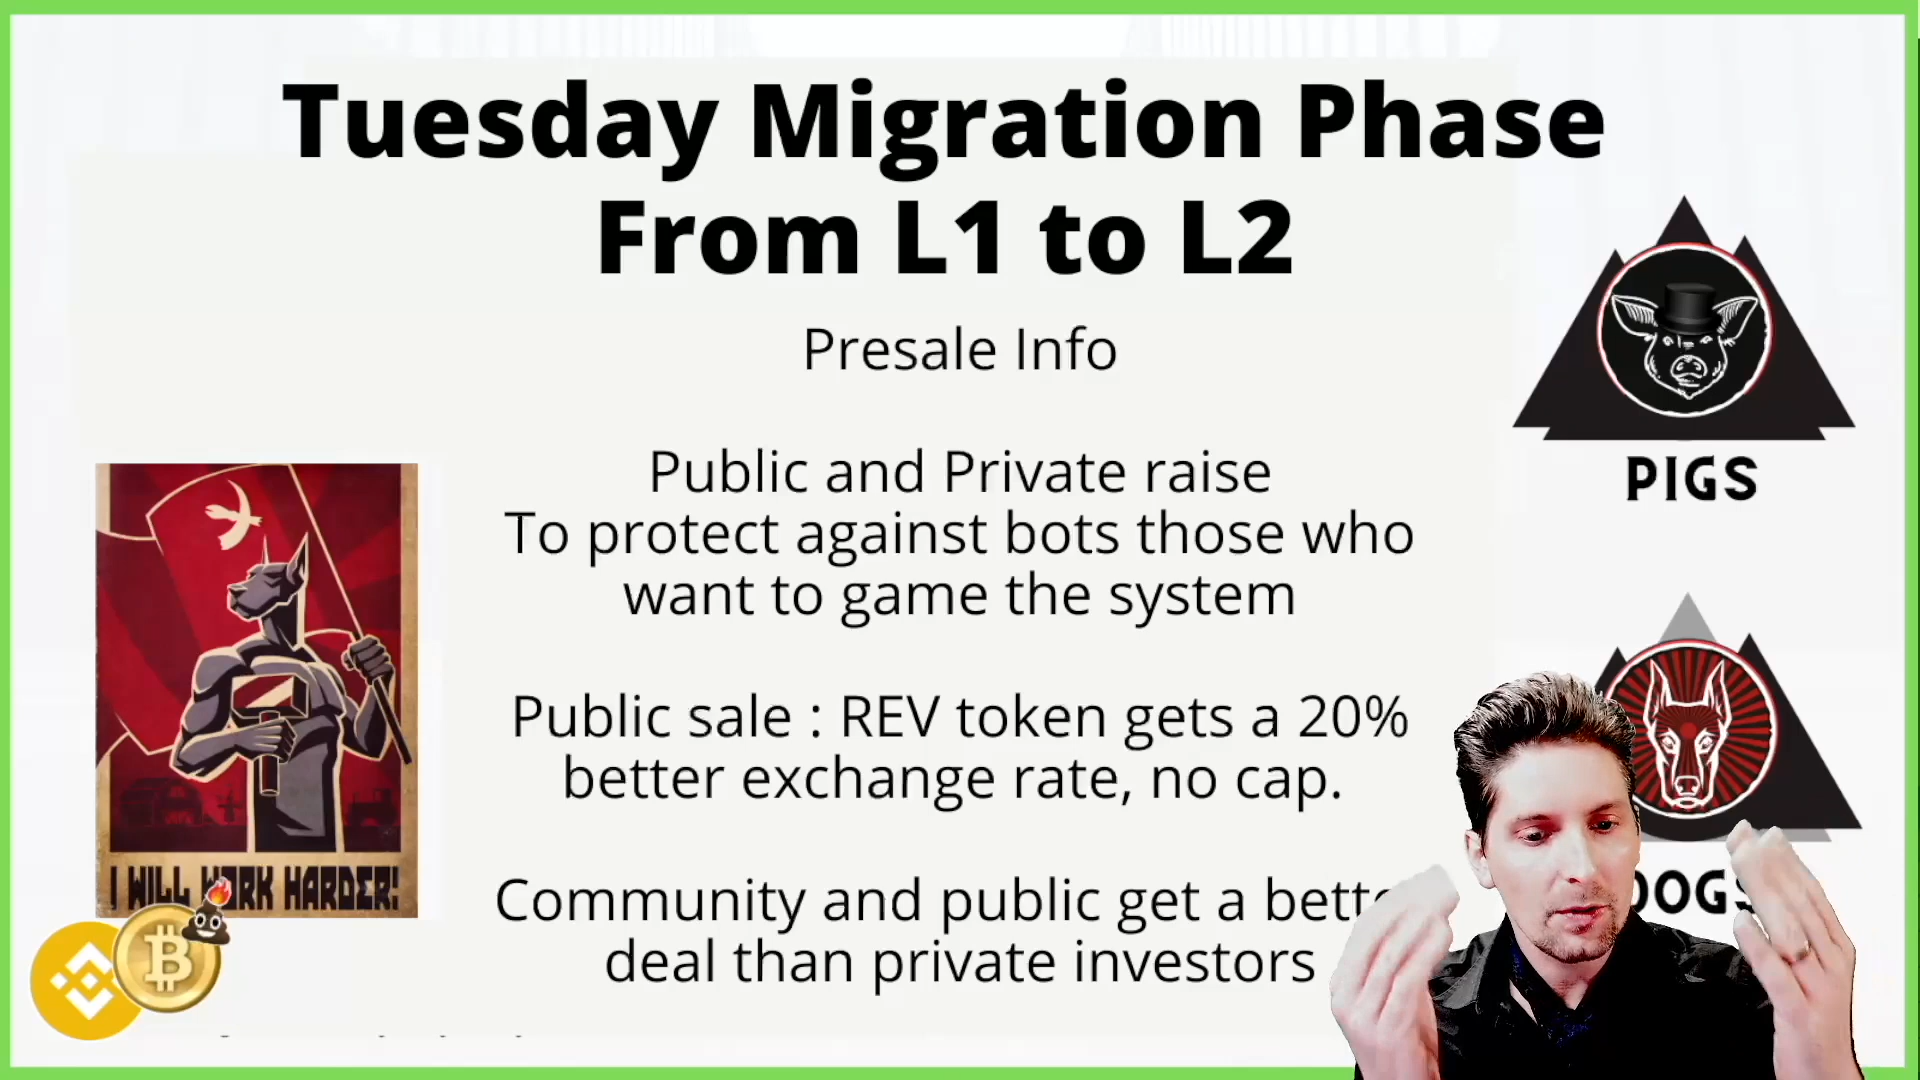 Tuesday Migration Phase
From L1 to L2
Presale Info
Public and Private raise
To protect against bots those who
want to game the system
Public sale : REV token gets a 20%
better exchange rate, no cap.
Community and public get a
deal than private investors
PIGS
DOGS
I WILL WORK HARDER!